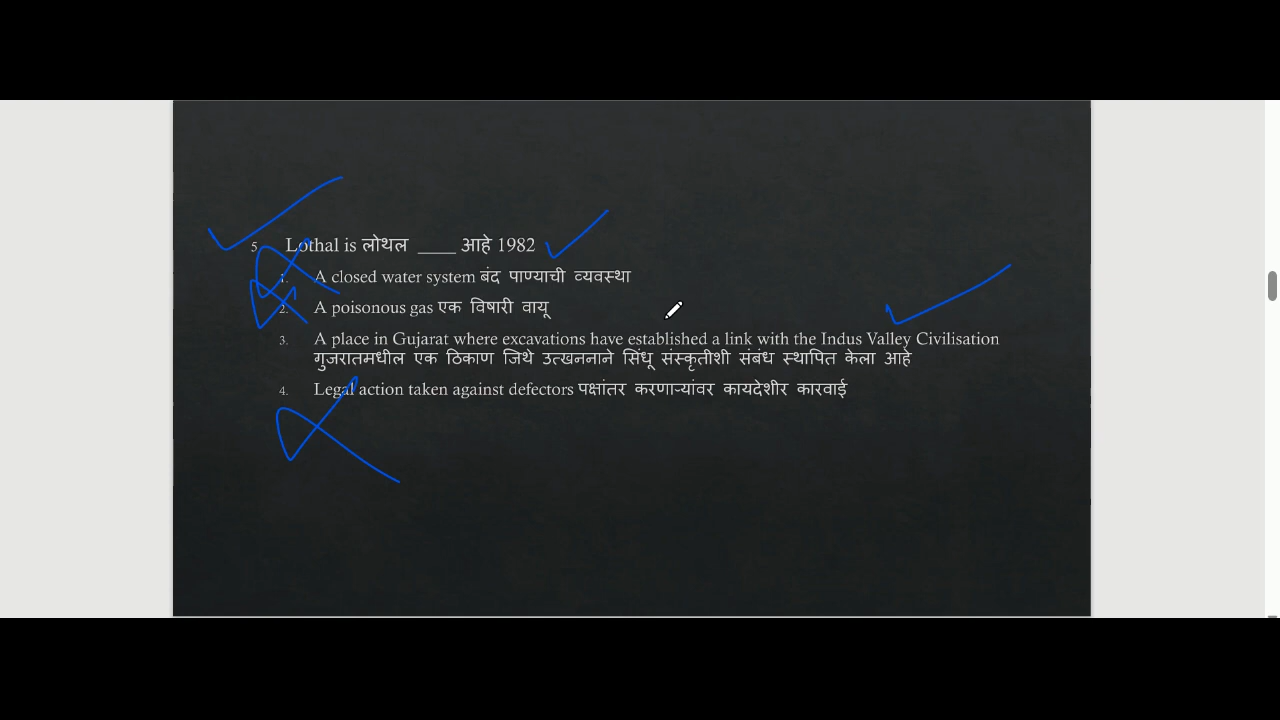 5. Lothal is लोथल ____ आहे 1982
1. A closed water system बंद पाण्याची व्यवस्था
2. A poisonous gas एक विषारी वायू
3. A place in Gujarat where excavations have established a link with the Indus Valley Civilisation
गुजरातमधील एक ठिकाण जिथे उत्खननाने सिंधू संस्कृतीशी संबंध स्थापित केला आहे
4. Legal action taken against defectors पक्षांतर करणाऱ्यांवर कायदेशीर कारवाई